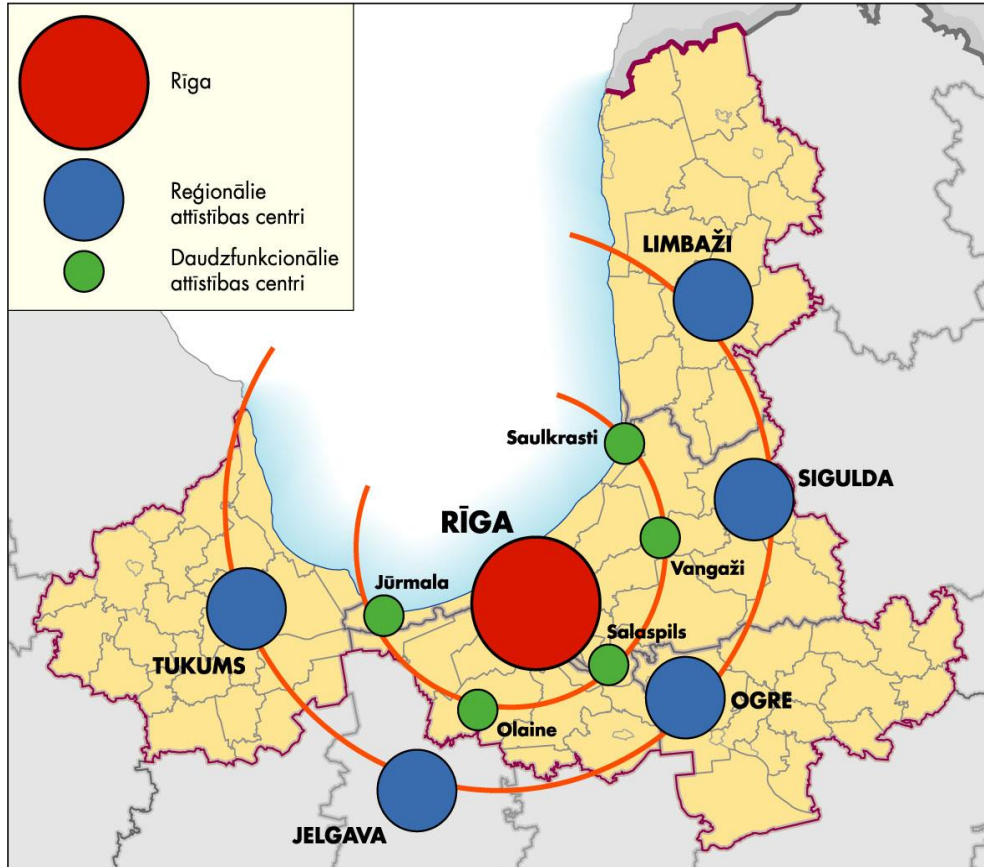 Rīga
Reģionālie
attīstības centri
Daudzfunkcionālie
attīstības centri
LIMBAŽI
Saulkrasti
SIGULDA
RĪGA
Vangaži
Jūrmala
Salaspils
TUKUMS
OGRE
Olaine
JELGAVA